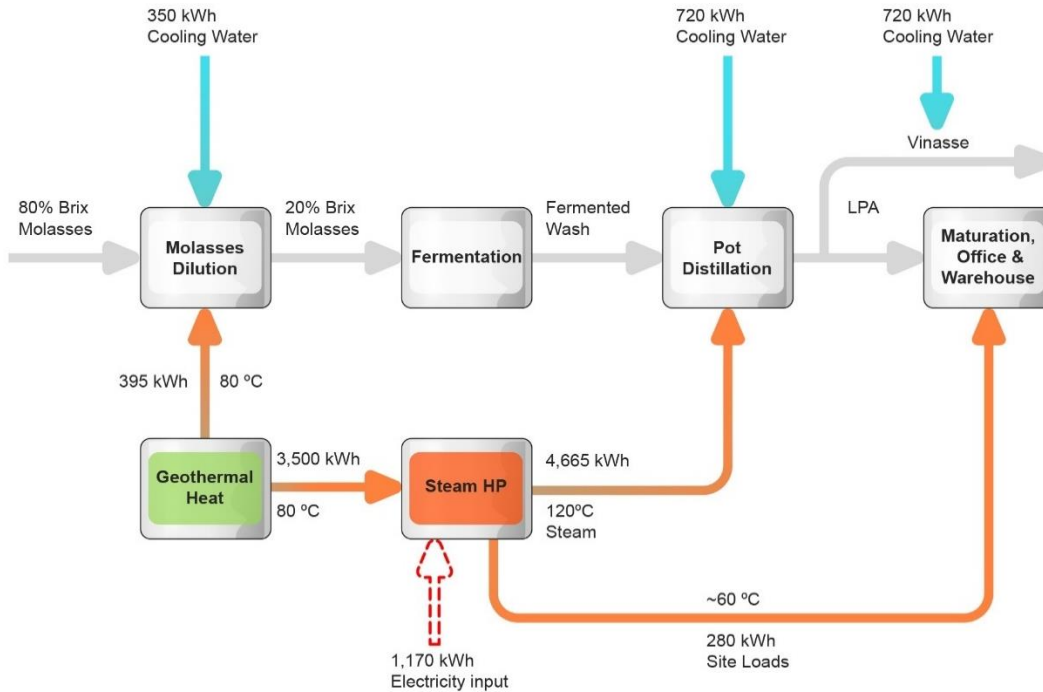 350 kWh
Cooling Water
720 kWh
Cooling Water
720 kWh
Cooling Water
Vinasse
80% Brix
Molasses
20% Brix
Molasses
Fermented
Wash
LPA
Molasses
Dilution
Fermentation
Pot
Distillation
Maturation,
Office &
Warehouse
395 kWh
80 ºC
Geothermal
Heat
3,500 kWh
80 ºC
Steam HP
4,665 kWh
120ºC
Steam
~60 ºC
280 kWh
Site Loads
1,170 kWh
Electricity input